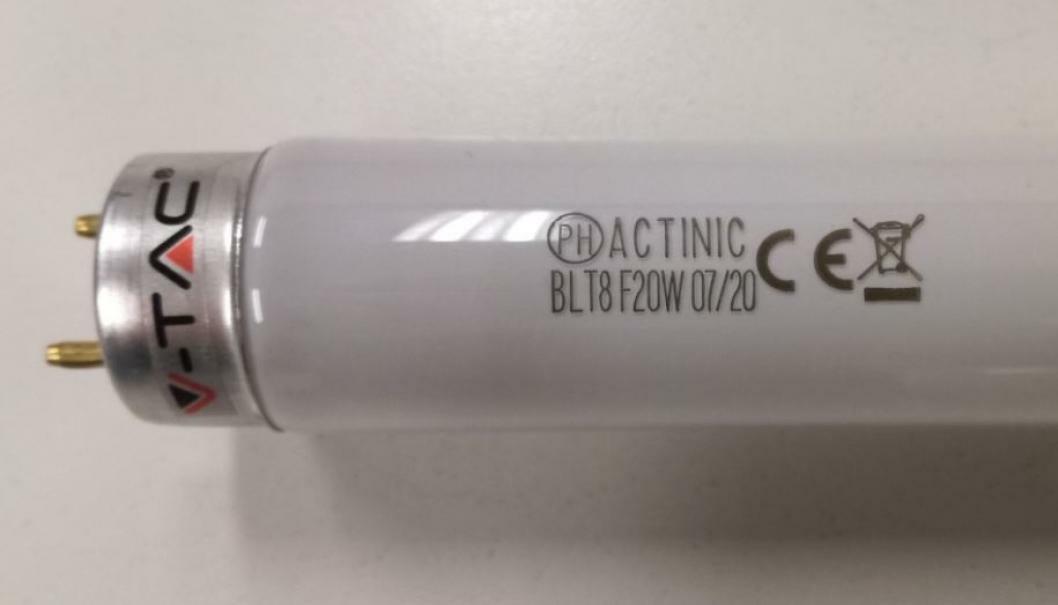 V-TAC®
PH ACTINIC
BLT8 F20W 07/20
CE